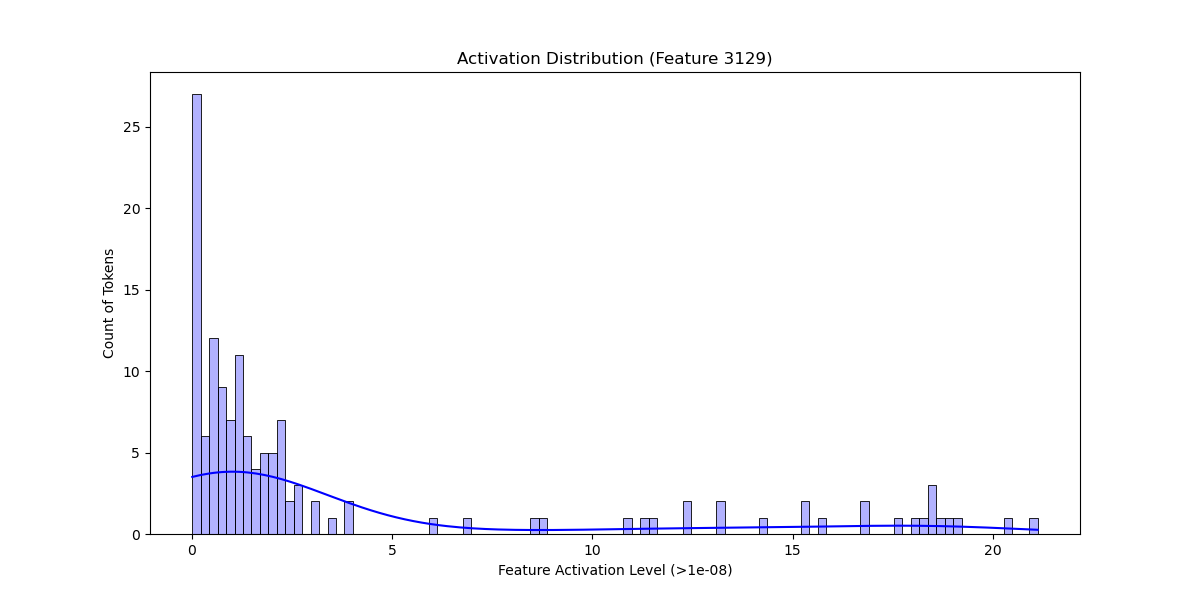 Activation Distribution (Feature 3129)
Count of Tokens
25
20
15
10
5
0
0 5 10 15 20
Feature Activation Level (>1e-08)